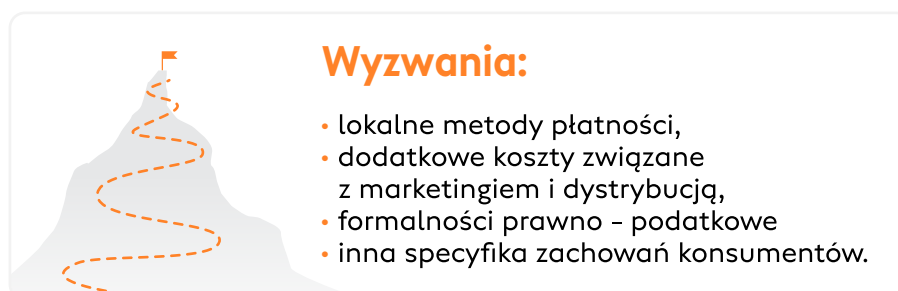 Wyzwania:
• lokalne metody płatności,
• dodatkowe koszty związane
z marketingiem i dystrybucją,
• formalności prawno - podatkowe
• inna specyfika zachowań konsumentów.